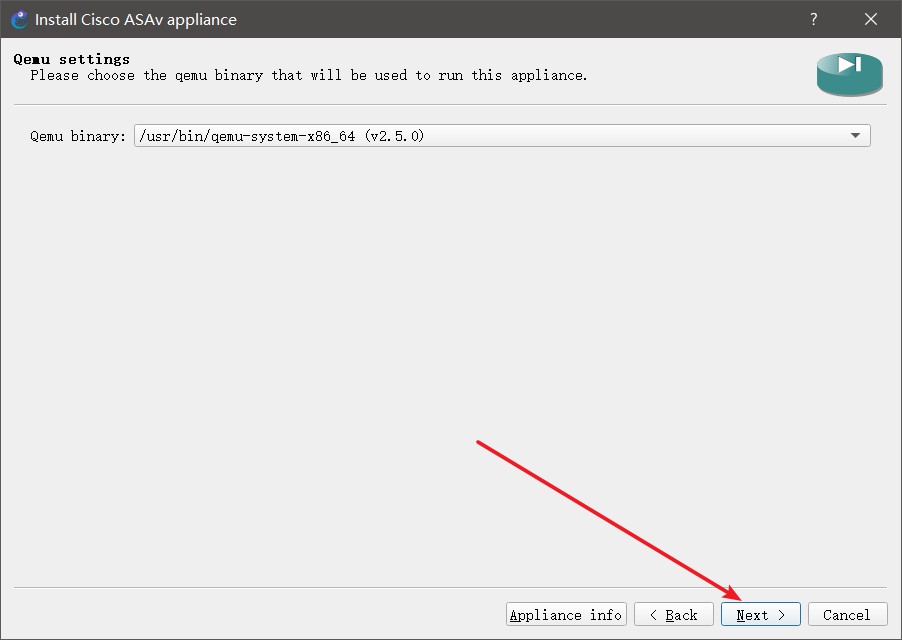 Install Cisco ASAv appliance
?
Qemu settings
Please choose the qemu binary that will be used to run this appliance.
Qemu binary: /usr/bin/qemu-system-x86_64 (v2.5.0)
Appliance info < Back Next > Cancel